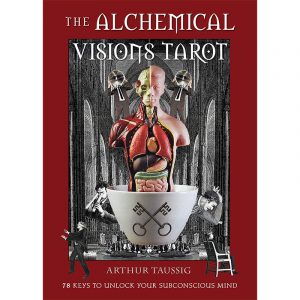 THE ALCHEMICAL
VISIONS TAROT
ARTHUR TAUSSIG
78 KEYS TO UNLOCK YOUR SUBCONSCIOUS MIND